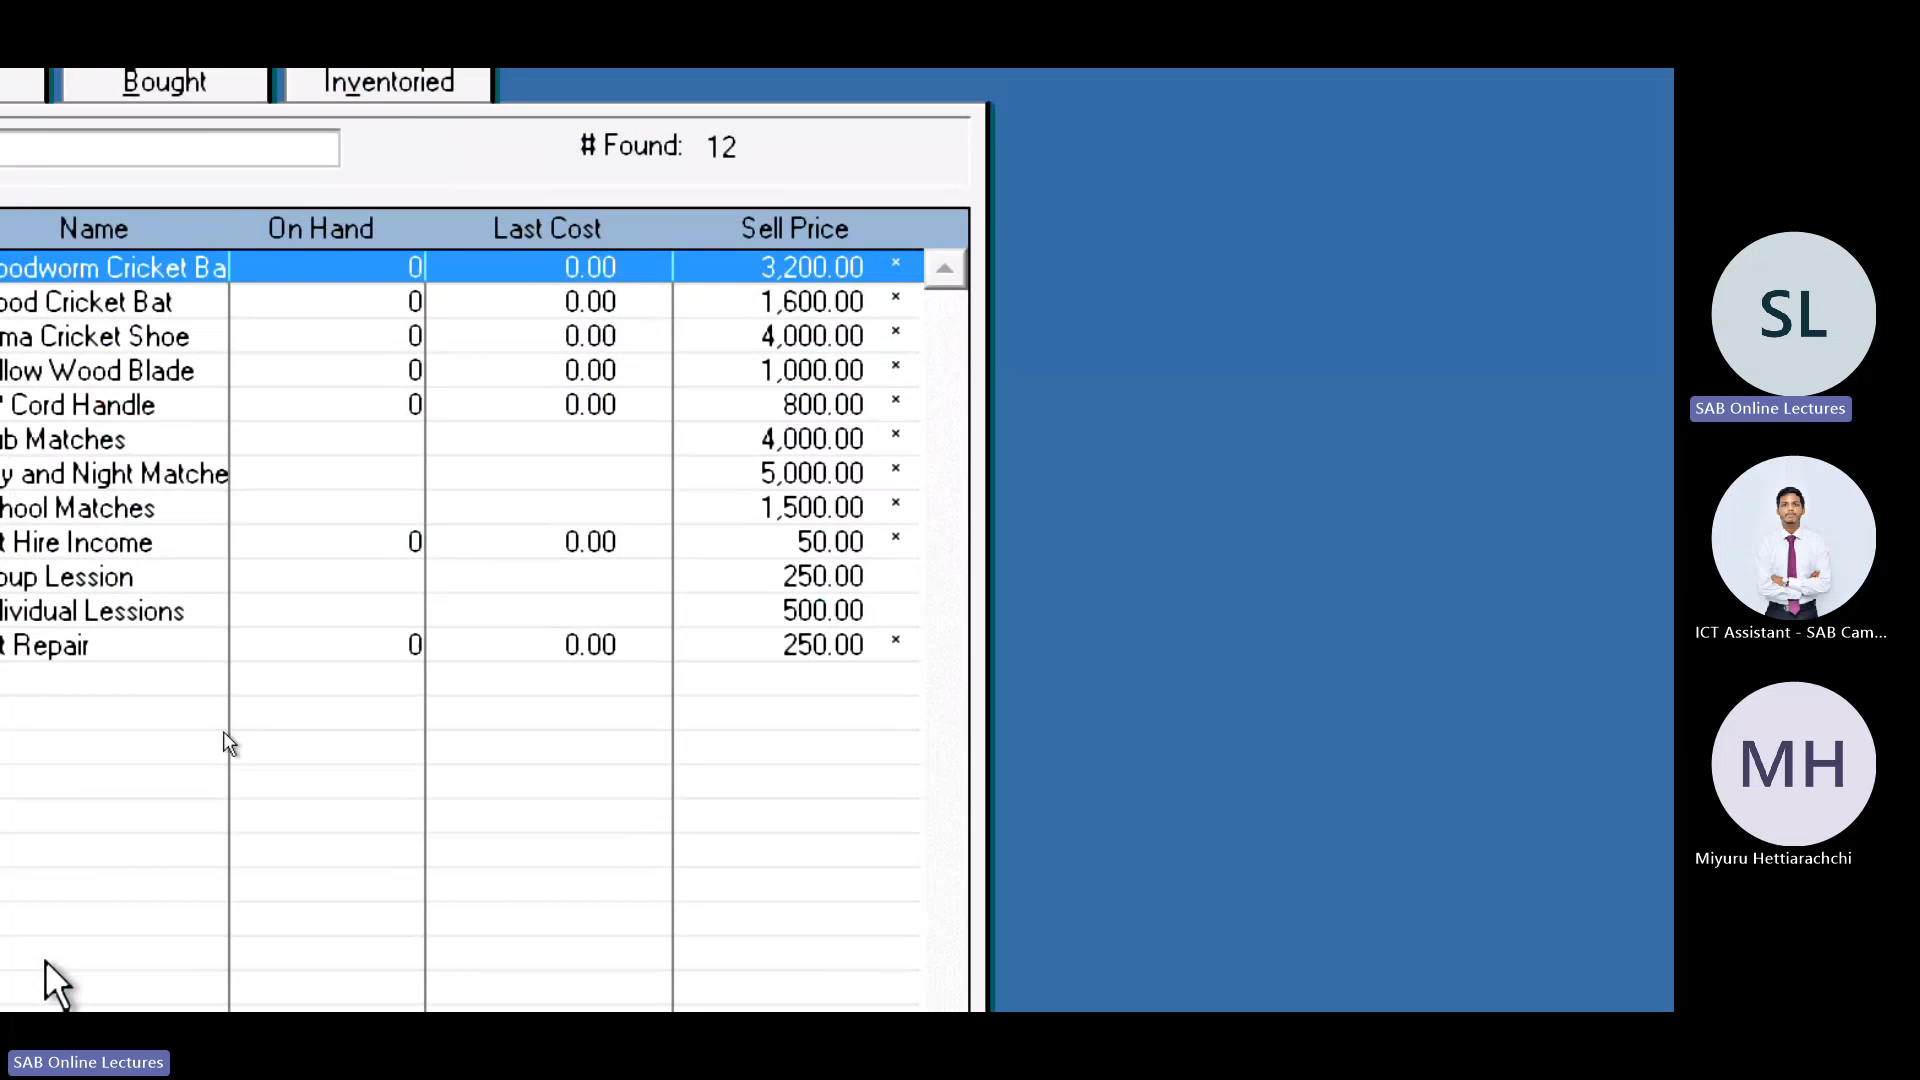 Bought Inventoried
# Found: 12
Name On Hand Last Cost Sell Price
oodworm Cricket Ba 0 0.00 3,200.00 ×
ood Cricket Bat 0 0.00 1,600.00 ×
ma Cricket Shoe 0 0.00 4,000.00 ×
llow Wood Blade 0 0.00 1,000.00 ×
Cord Handle 0 0.00 800.00 ×
ub Matches 4,000.00 ×
y and Night Matche 5,000.00 ×
hool Matches 1,500.00 ×
t Hire Income 0 0.00 50.00 ×
oup Lession 250.00
dividual Lessions 500.00
t Repair 0 0.00 250.00 ×
SL
SAB Online Lectures
ICT Assistant - SAB Cam...
MH
Miyuru Hettiarachchi
SAB Online Lectures